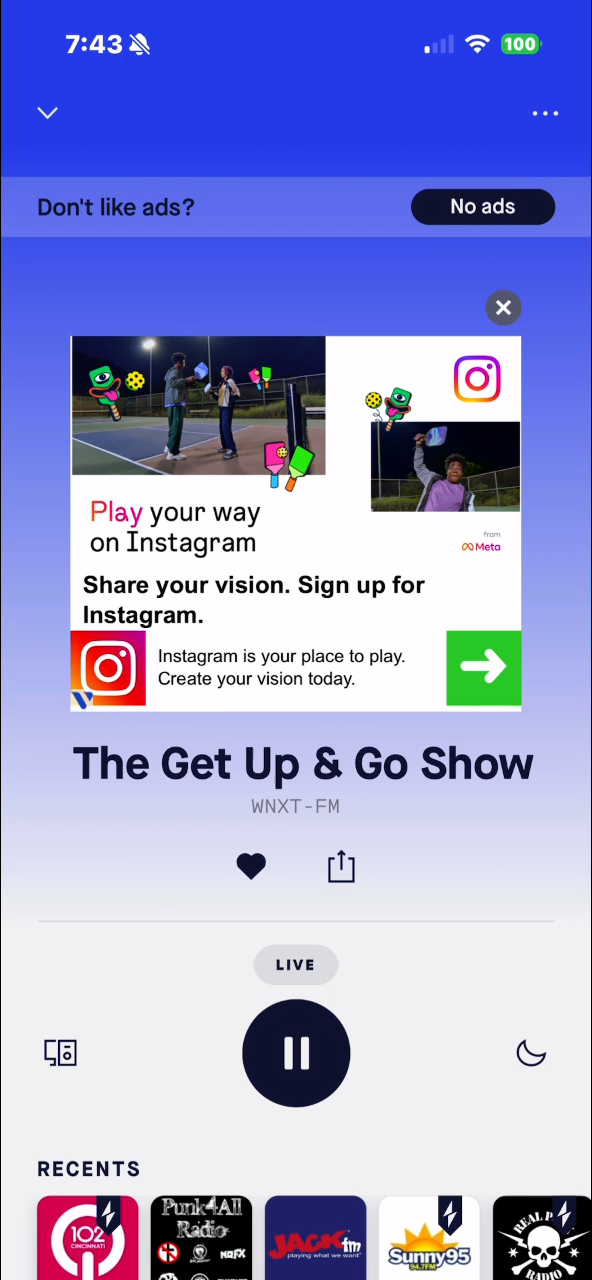 7:43
100
Don't like ads?
No ads
Play your way
on Instagram
from
Meta
Share your vision. Sign up for
Instagram.
Instagram is your place to play.
Create your vision today.
The Get Up & Go Show
WNXT-FM
LIVE
RECENTS
102
CINCINNATI
Punk4All
Radio
NOFX
JACK fm
playing what we want
Sunny95
94.7FM
REAL
RADIO